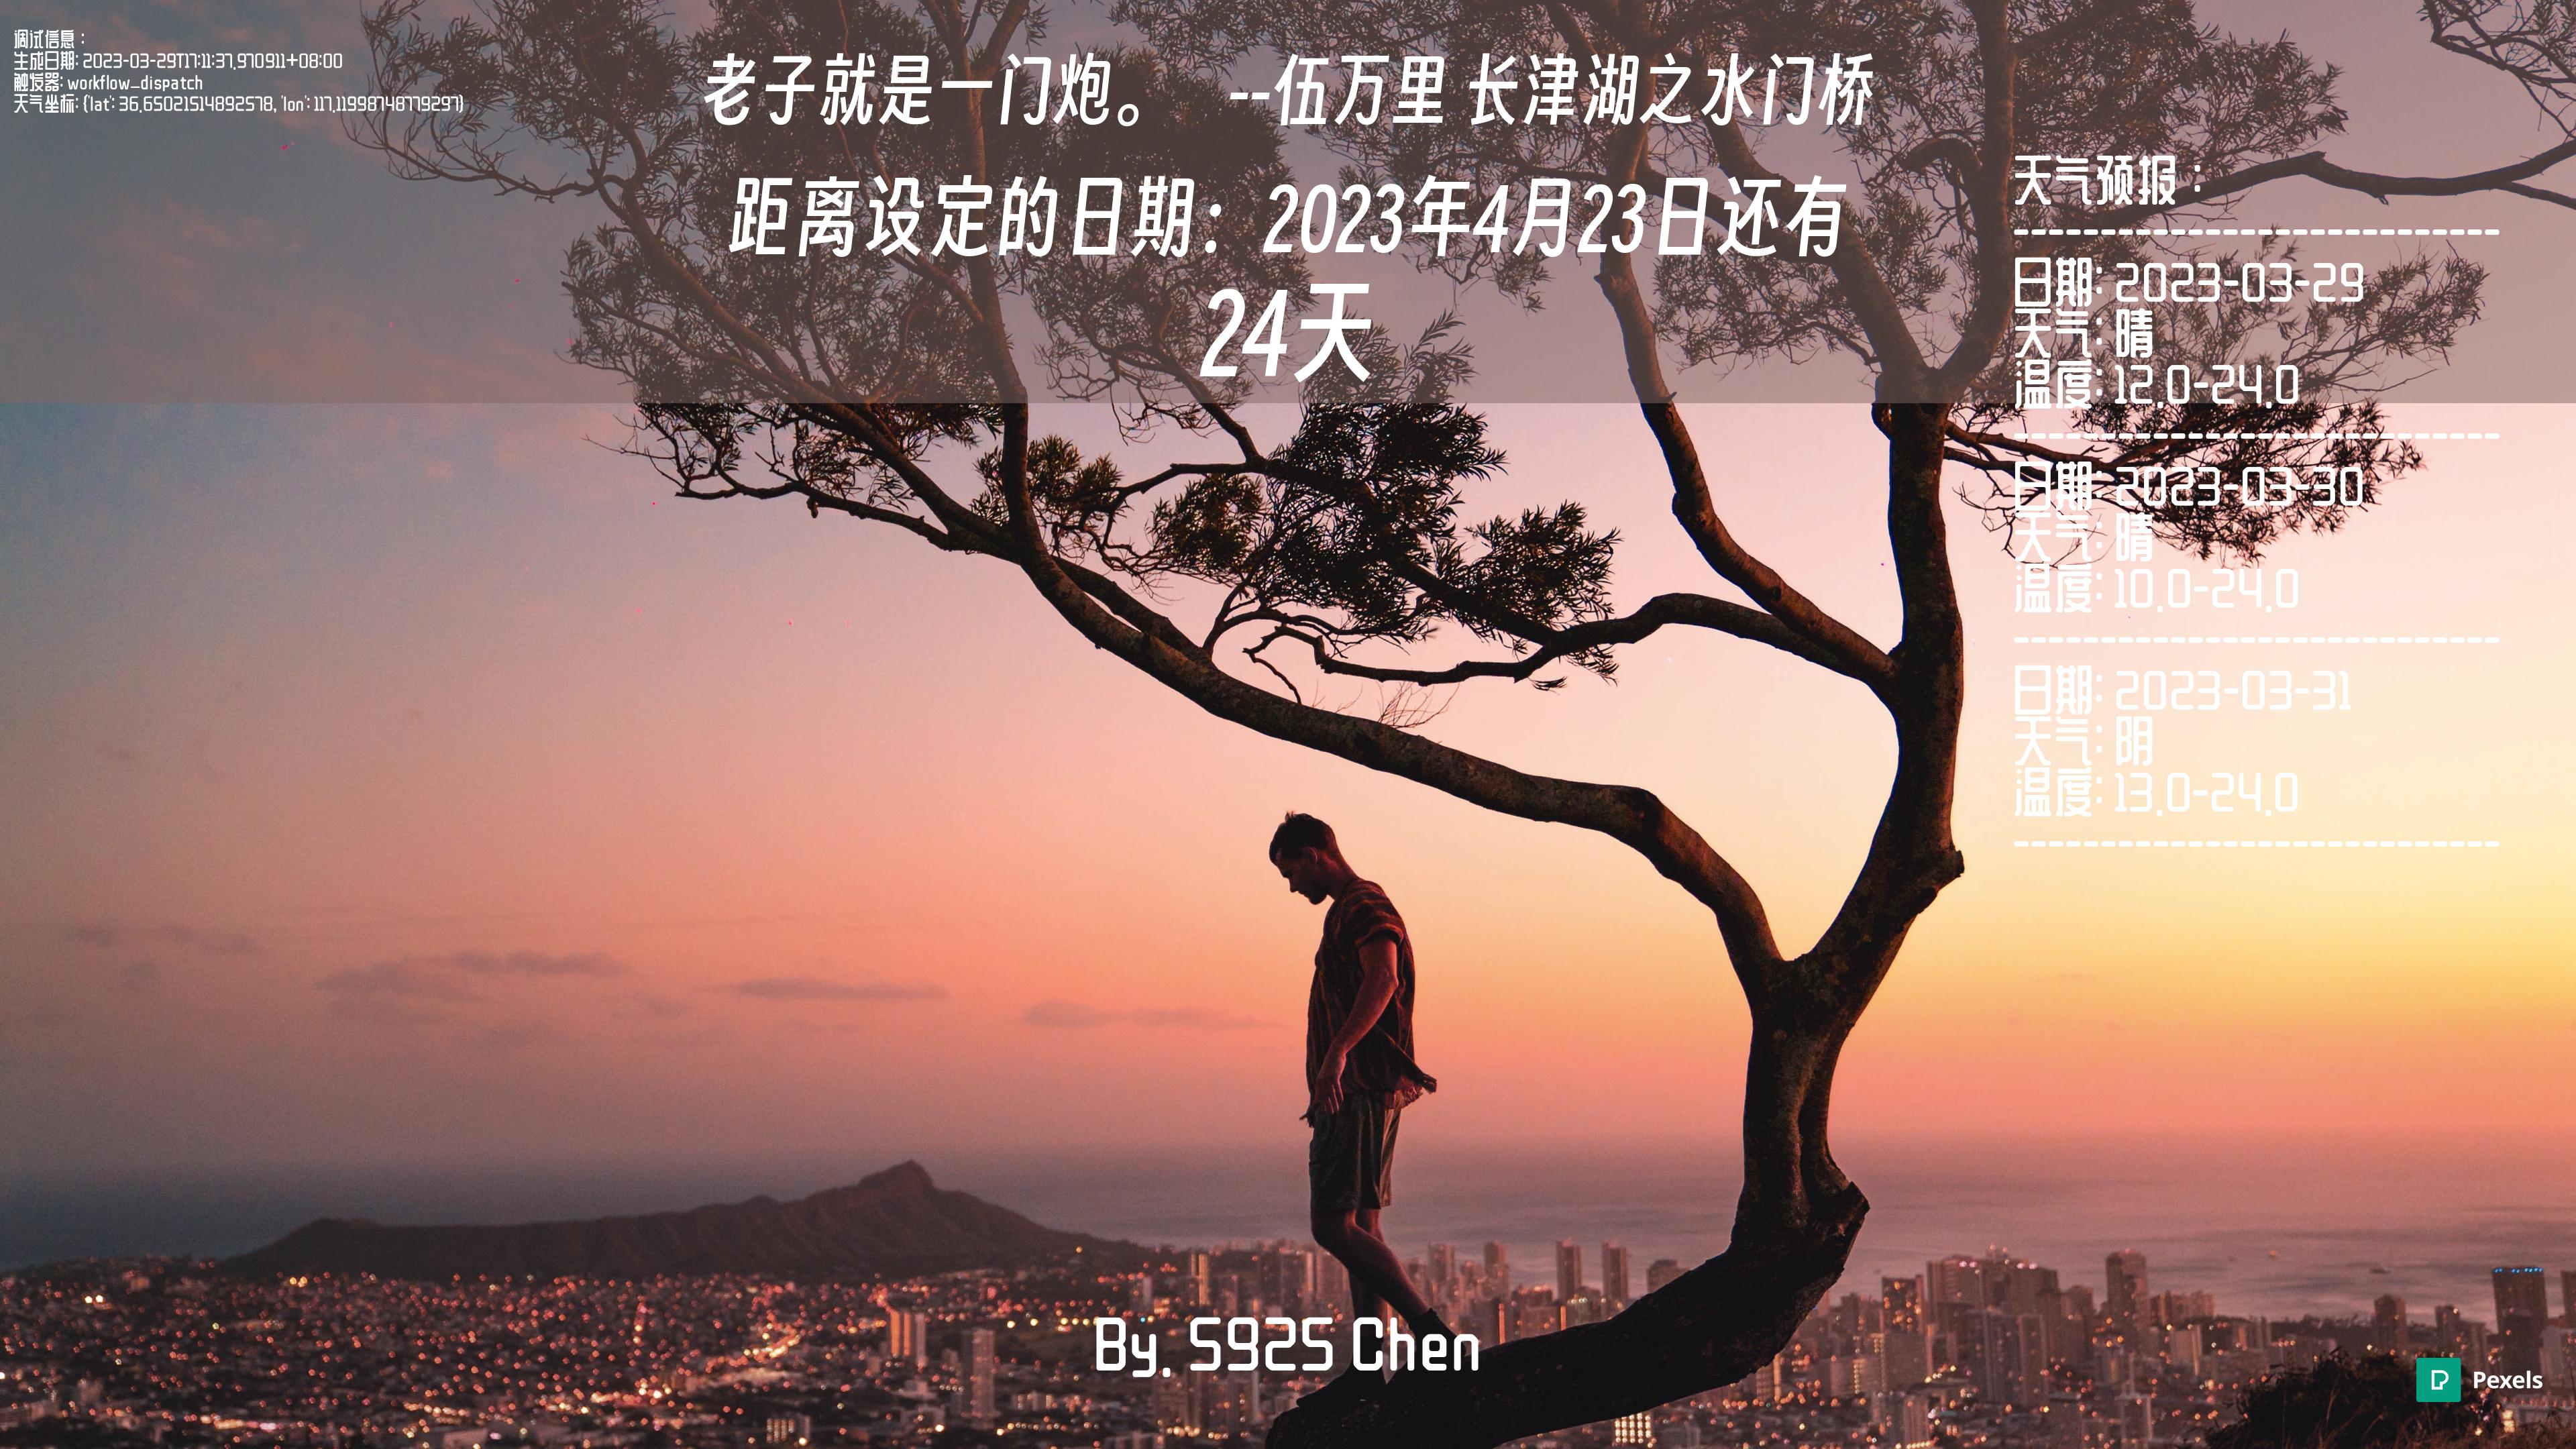 调试信息：
生成日期: 2023-03-29T17:11:37.970911+08:00
触发器: workflow_dispatch
天气坐标: {'lat': 36.65021514892578, 'lon': 117.11998748779297}
老子就是一门炮。 --伍万里 长津湖之水门桥
距离设定的日期：2023年4月23日还有
24天
天气预报：
----------------------------
日期: 2023-03-29
天气: 晴
温度: 12.0-24.0
----------------------------
日期: 2023-03-30
天气: 晴
温度: 10.0-24.0
----------------------------
日期: 2023-03-31
天气: 阴
温度: 13.0-24.0
----------------------------
By. S92S Chen
Pexels